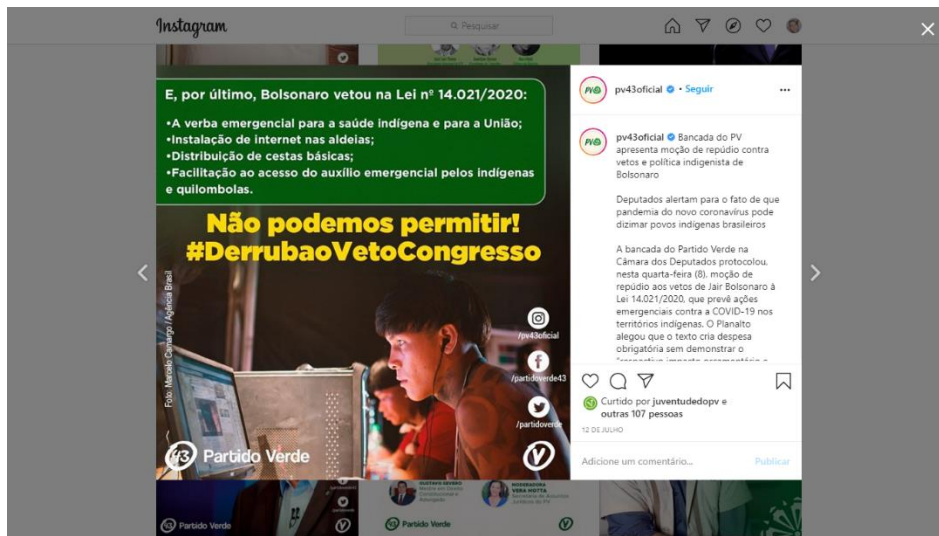 Instagram
Pesquisar
E, por último, Bolsonaro vetou na Lei nº 14.021/2020:
•A verba emergencial para a saúde indígena e para a União;
•Instalação de internet nas aldeias;
•Distribuição de cestas básicas;
•Facilitação ao acesso do auxílio emergencial pelos indígenas
e quilombolas.
Não podemos permitir!
#DerrubaoVetoCongresso
Foto: Marcelo Camargo / Agência Brasil
/pv43oficial
/partidoverde43
/partidoverde
43 Partido Verde
pv43oficial • Seguir
pv43oficial Bancada do PV
apresenta moção de repúdio contra
vetos e política indigenista de
Bolsonaro
Deputados alertam para o fato de que
pandemia do novo coronavírus pode
dizimar povos indígenas brasileiros
A bancada do Partido Verde na
Câmara dos Deputados protocolou,
nesta quarta-feira (8), moção de
repúdio aos vetos de Jair Bolsonaro à
Lei 14.021/2020, que prevê ações
emergenciais contra a COVID-19 nos
territórios indígenas. O Planalto
alegou que o texto cria despesa
obrigatória sem demonstrar o
Curtido por juventudedopv e
outras 107 pessoas
12 DE JULHO
Adicione um comentário... Publicar
GUSTAVO SEVERO
MODERADORA
VERA MOTTA
Partido Verde
Partido Verde